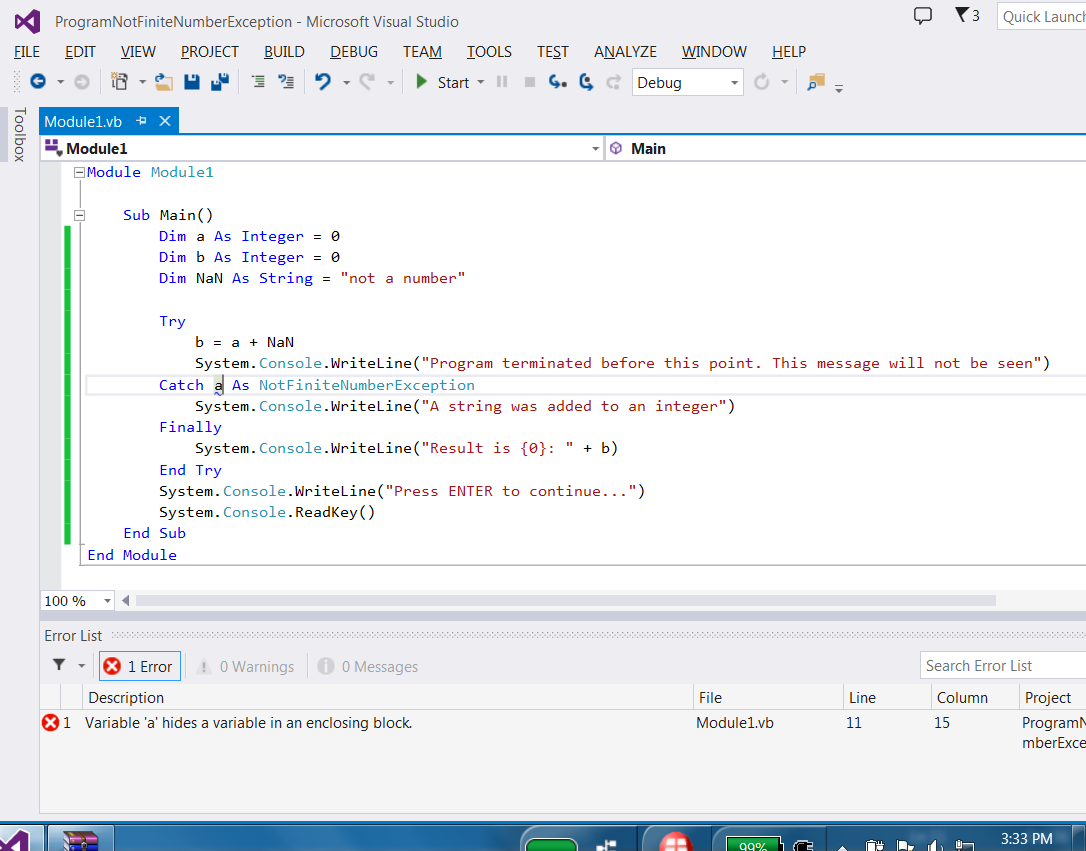 ProgramNotFiniteNumberException - Microsoft Visual Studio
3
Quick Launc
FILE EDIT VIEW PROJECT BUILD DEBUG TEAM TOOLS TEST ANALYZE WINDOW HELP
Start Debug
Toolbox
Module1.vb
Module1 Main
Module Module1
Sub Main()
Dim a As Integer = 0
Dim b As Integer = 0
Dim NaN As String = "not a number"
Try
b = a + NaN
System.Console.WriteLine("Program terminated before this point. This message will not be seen")
Catch a As NotFiniteNumberException
System.Console.WriteLine("A string was added to an integer")
Finally
System.Console.WriteLine("Result is {0}: " + b)
End Try
System.Console.WriteLine("Press ENTER to continue...")
System.Console.ReadKey()
End Sub
End Module
100 %
Error List
1 Error 0 Warnings 0 Messages Search Error List
Description File Line Column Project
1 Variable 'a' hides a variable in an enclosing block. Module1.vb 11 15 ProgramN
mberExce
99% 3:33 PM